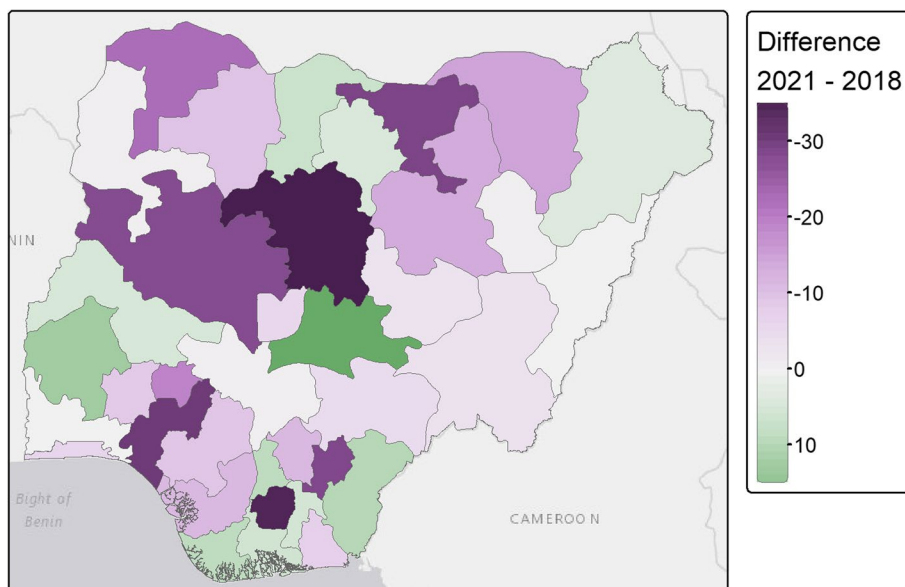 Difference
2021 - 2018
-30
-20
-10
0
10
NIN
Bight of
Benin
CAMEROON